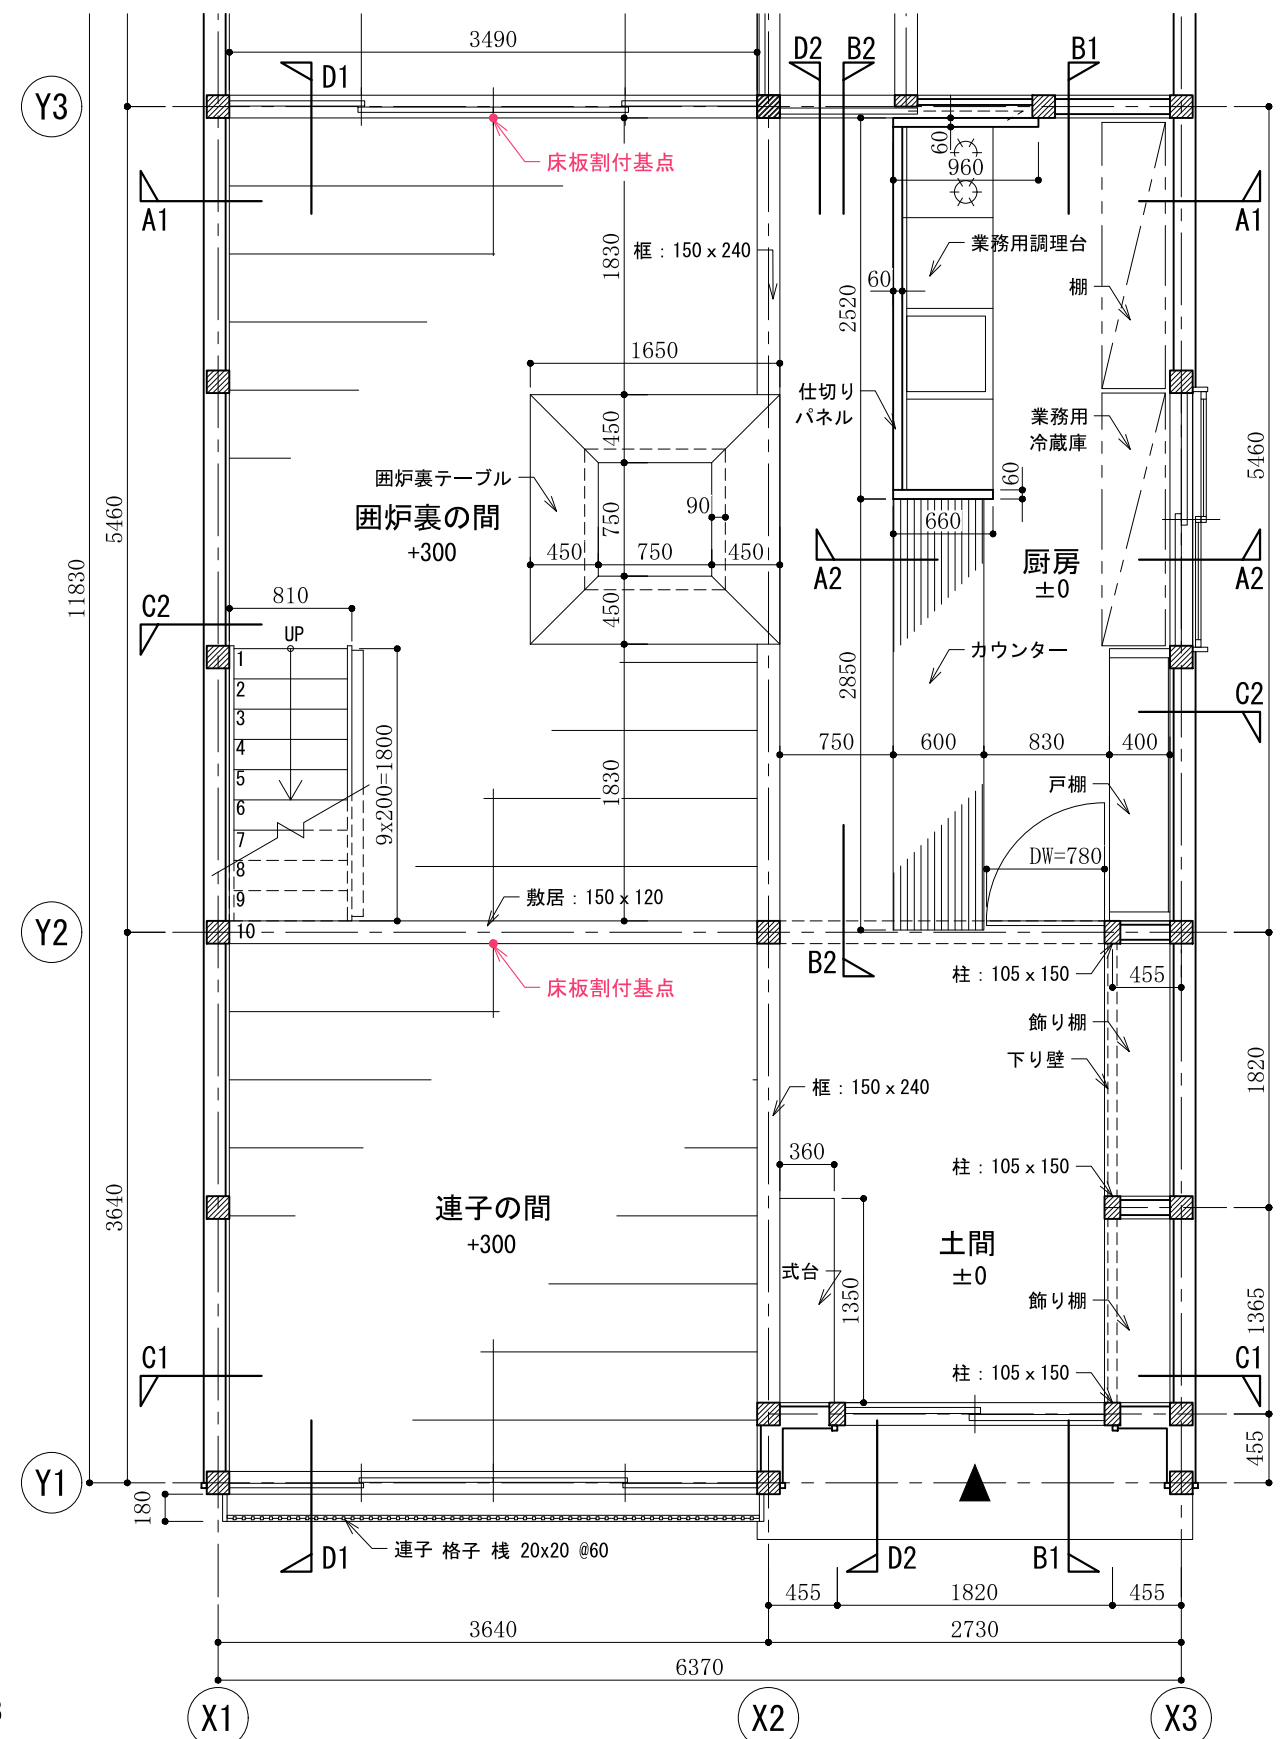 3490
D1
D2
B2
B1
Y3
床板割付基点
60
960
A1
A1
1830
框：150 x 240
業務用調理台
60
棚
2520
1650
仕切り
パネル
業務用
冷蔵庫
5460
450
囲炉裏テーブル
囲炉裏の間
+300
750
90
60
660
5460
450
750
450
A2
厨房
±0
A2
11830
C2
810
450
UP
カウンター
2850
C2
1
2
3
4
5
6
7
8
9
10
9x200=1800
1830
750
600
830
400
戸棚
DW=780
敷居：150 x 120
Y2
B2
床板割付基点
柱：105 x 150
455
飾り棚
下り壁
1820
框：150 x 240
360
柱：105 x 150
3640
連子の間
+300
土間
±0
式台
1350
飾り棚
1365
C1
柱：105 x 150
C1
455
Y1
180
連子 格子 桟 20x20 @60
D1
D2
B1
455
1820
455
3640
2730
6370
X1
X2
X3